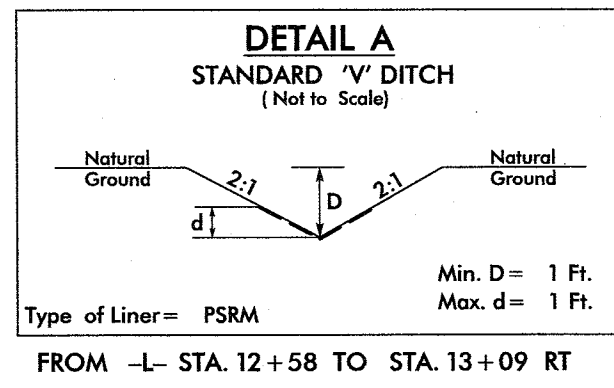 DETAIL A
STANDARD 'V' DITCH
(Not to Scale)
Natural
Ground
2:1
D
d
2:1
Natural
Ground
Min. D= 1 Ft.
Max. d= 1 Ft.
Type of Liner= PSRM
FROM -L- STA. 12+58 TO STA. 13+09 RT